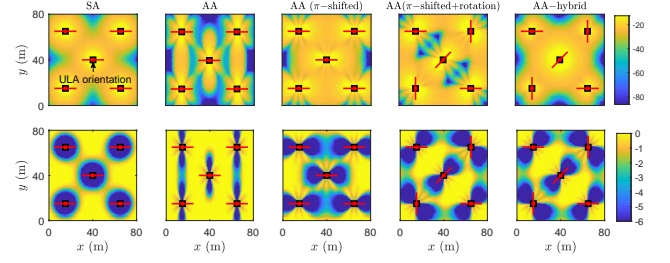 SA AA AA (π-shifted) AA(π-shifted+rotation) AA-hybrid
80
40
0
y (m)
ULA orientation
-20
-40
-60
-80
80
40
0
y (m)
0 40 80 0 40 80 0 40 80 0 40 80 0 40 80
x (m) x (m) x (m) x (m) x (m)
0
-1
-2
-3
-4
-5
-6